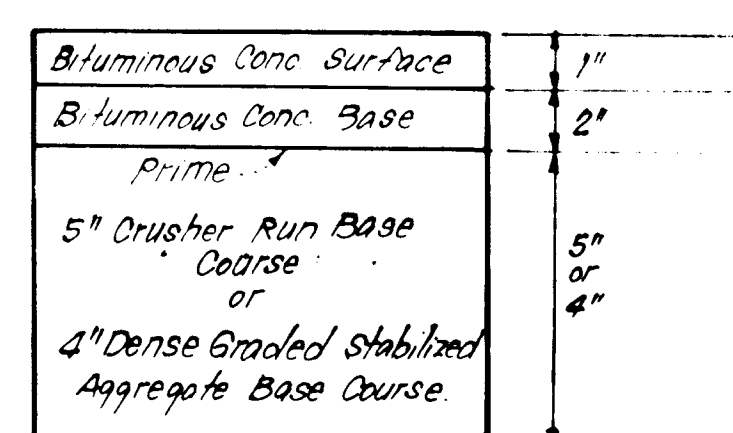 Bituminous Conc. Surface
1"
Bituminous Conc. Base
2"
Prime
5" Crusher Run Base
Coarse
or
4" Dense Graded Stabilized
Aggregate Base Course.
5"
or
4"